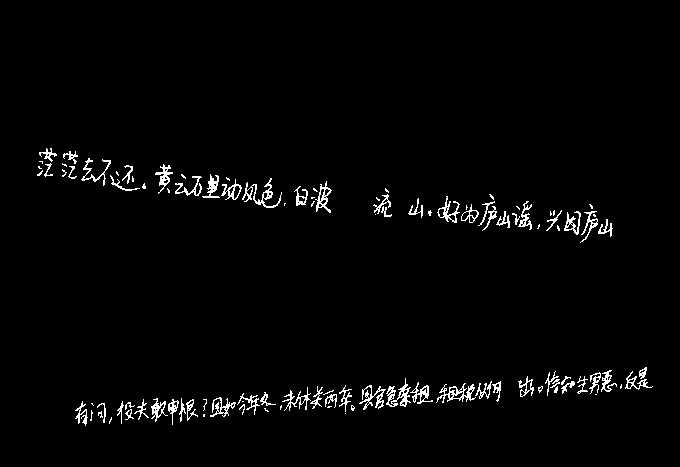 茫茫去不还。黄云万里动风色,白波 流 山。好为庐山谣,兴因庐山
有问,役夫敢申恨?且如今年冬,未休关西卒。县官急索租,租税从何 出。信知生男恶,反是